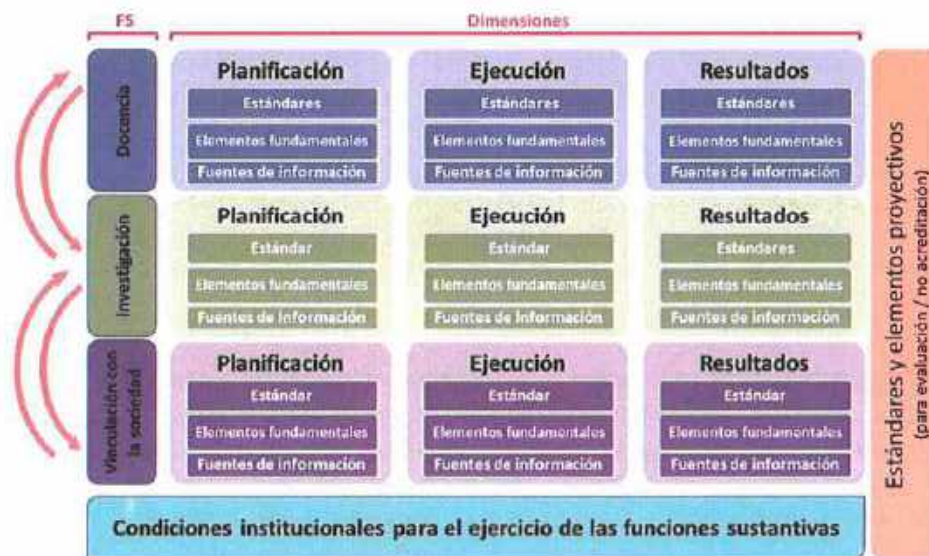 FS
Dimensiones
Docencia
Planificación
Estándares
Elementos fundamentales
Fuentes de información
Ejecución
Estándares
Elementos fundamentales
Fuentes de información
Resultados
Estándares
Elementos fundamentales
Fuentes de información
Investigación
Planificación
Estándar
Elementos fundamentales
Fuentes de información
Ejecución
Estándar
Elementos fundamentales
Fuentes de información
Resultados
Estándares
Elementos fundamentales
Fuentes de información
Vinculación con
la sociedad
Planificación
Estándar
Elementos fundamentales
Fuentes de información
Ejecución
Estándar
Elementos fundamentales
Fuentes de información
Resultados
Estándar
Elementos fundamentales
Fuentes de información
Estándares y elementos proyectivos
(para evaluación / no acreditación)
Condiciones institucionales para el ejercicio de las funciones sustantivas